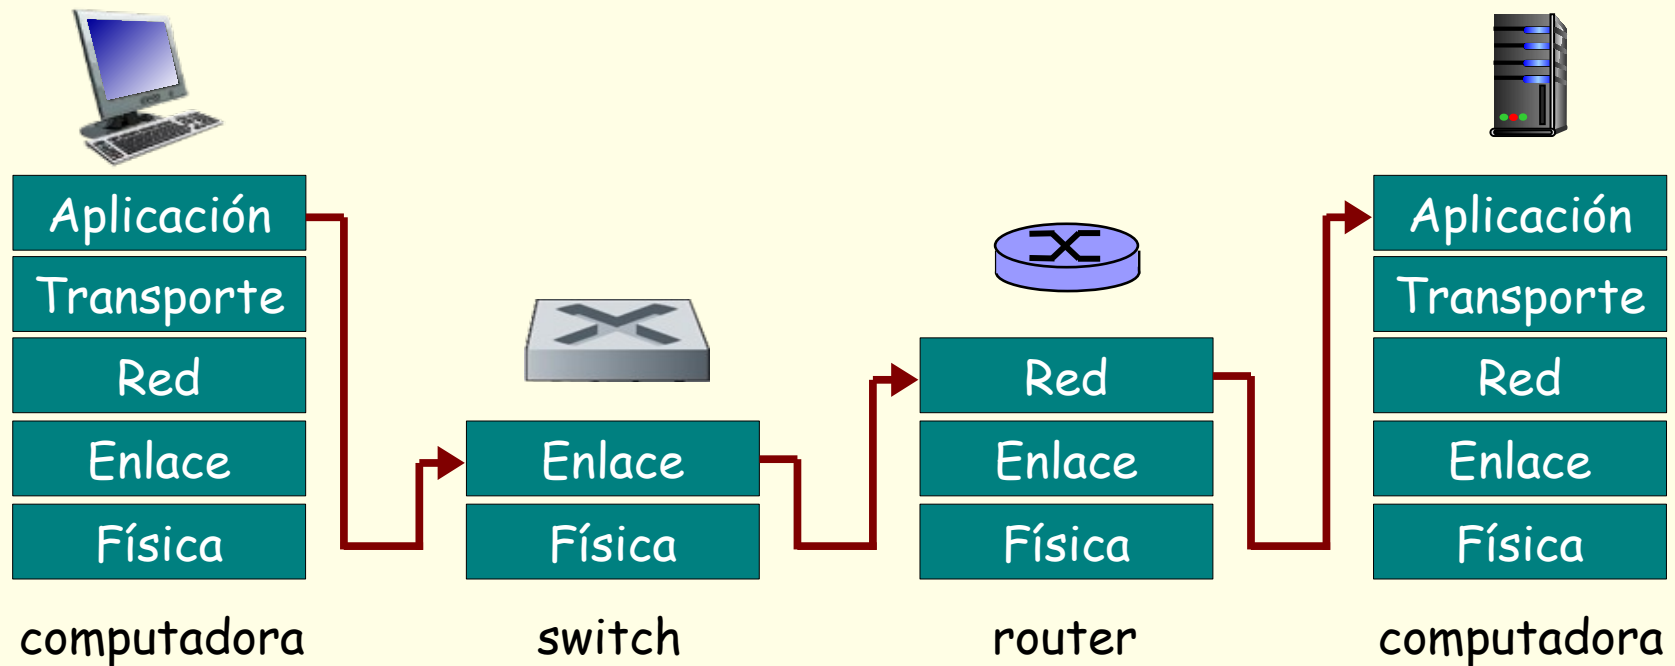 Aplicación
Transporte
Red
Enlace
Física
computadora
Enlace
Física
switch
Red
Enlace
Física
router
Aplicación
Transporte
Red
Enlace
Física
computadora